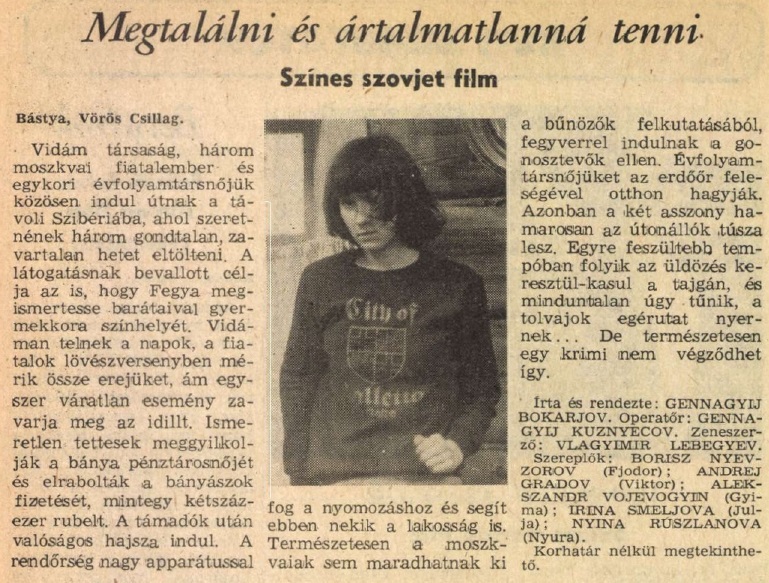 Megtalálni és ártalmatlanná tenni
Színes szovjet film
Bástya, Vörös Csillag.
Vidám társaság, három
moszkvai fiatalember és
egykori évfolyamtársnőjük
közösen indul útnak a tá-
voli Szibériába, ahol szeret-
nének három gondtalan, za-
vartalan hetet eltölteni. A
látogatásnak bevallott cél-
ja az is, hogy Fegya meg-
ismertesse barátaival gyer-
mekkora színhelyét. Vidá-
man telnek a napok, a fia-
talok lövészversenyben mé-
rik össze erejüket, ám egy-
szer váratlan esemény za-
varja meg az idillt. Isme-
retlen tettesek meggyilkol-
ják a bánya pénztárosnőjét
és elrabolták a bányászok
fizetését, mintegy kétszáz-
ezer rubelt. A támadók után
valóságos hajsza indul. A
rendőrség nagy apparátussal
City of
fog a nyomozáshoz és segít
ebben nekik a lakosság is.
Természetesen a moszk-
vaiak sem maradhatnak ki
a bűnözők felkutatásából,
fegyverrel indulnak a go-
nosztevők ellen. Évfolyam-
társnőjüket az erdőőr fele-
ségével otthon hagyják.
Azonban a két asszony ha-
marosan az útonállók túsza
lesz. Egyre feszültebb tem-
póban folyik az üldözés ke-
resztül-kasul a tajgán, és
minduntalan úgy tűnik, a
tolvajok egérutat nyer-
nek... De természetesen
egy krimi nem végződhet
így.
Írta és rendezte: GENNAGYIJ
BOKARJOV. Operatőr: GENNA-
GYIJ KUZNYECOV. Zeneszer-
ző: VLAGYIMIR LEBEGYEV.
Szereplők: BORISZ NYEV-
ZOROV (Fjodor); ANDREJ
GRADOV (Viktor); ALEK-
SZANDR VOJEVOGYIN (Gyi-
ma); IRINA SMELJOVA (Jul-
ja); NYINA RUSZLANOVA
(Nyura).
Korhatár nélkül megtekinthe-
tő.